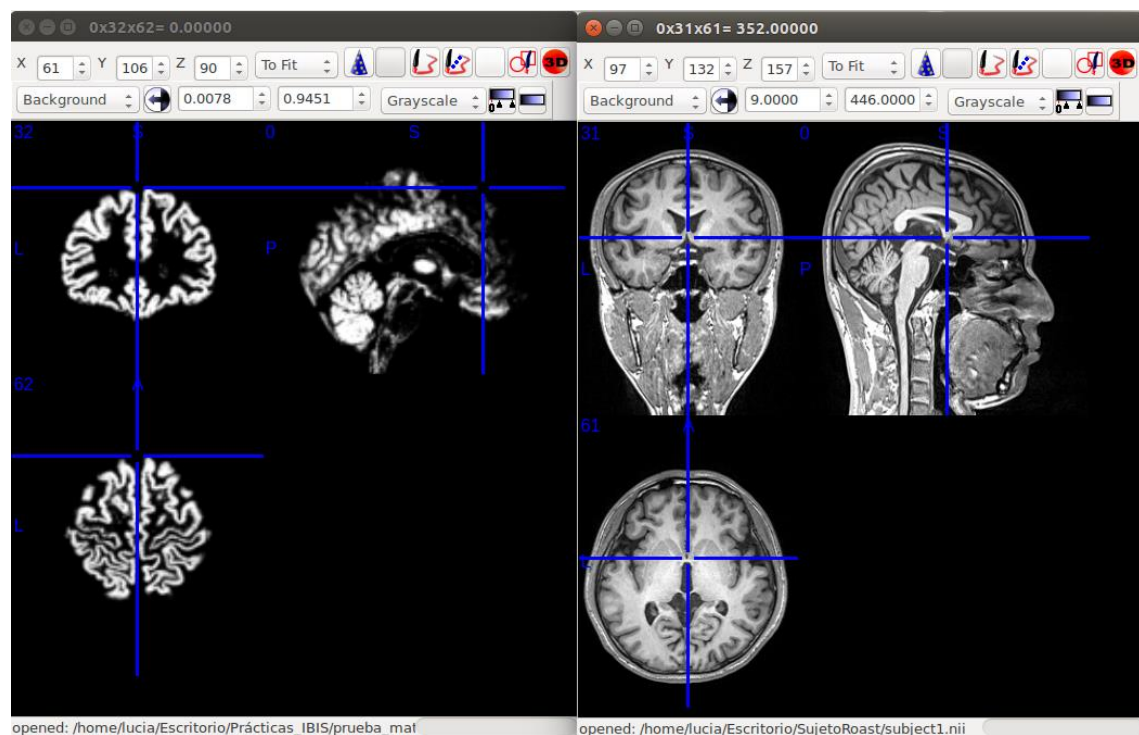 0x32x62= 0.00000
X 61 Y 106 Z 90 To Fit 3D
Background 0.0078 0.9451 Grayscale
32 S 0 S
L P
62 A
L
opened: /home/lucia/Escritorio/Prácticas_IBIS/prueba_mat
0x31x61= 352.00000
X 97 Y 132 Z 157 To Fit 3D
Background 9.0000 446.0000 Grayscale
31 S 0 S
L P
61 A
L
opened: /home/lucia/Escritorio/SujetoRoast/subject1.nii